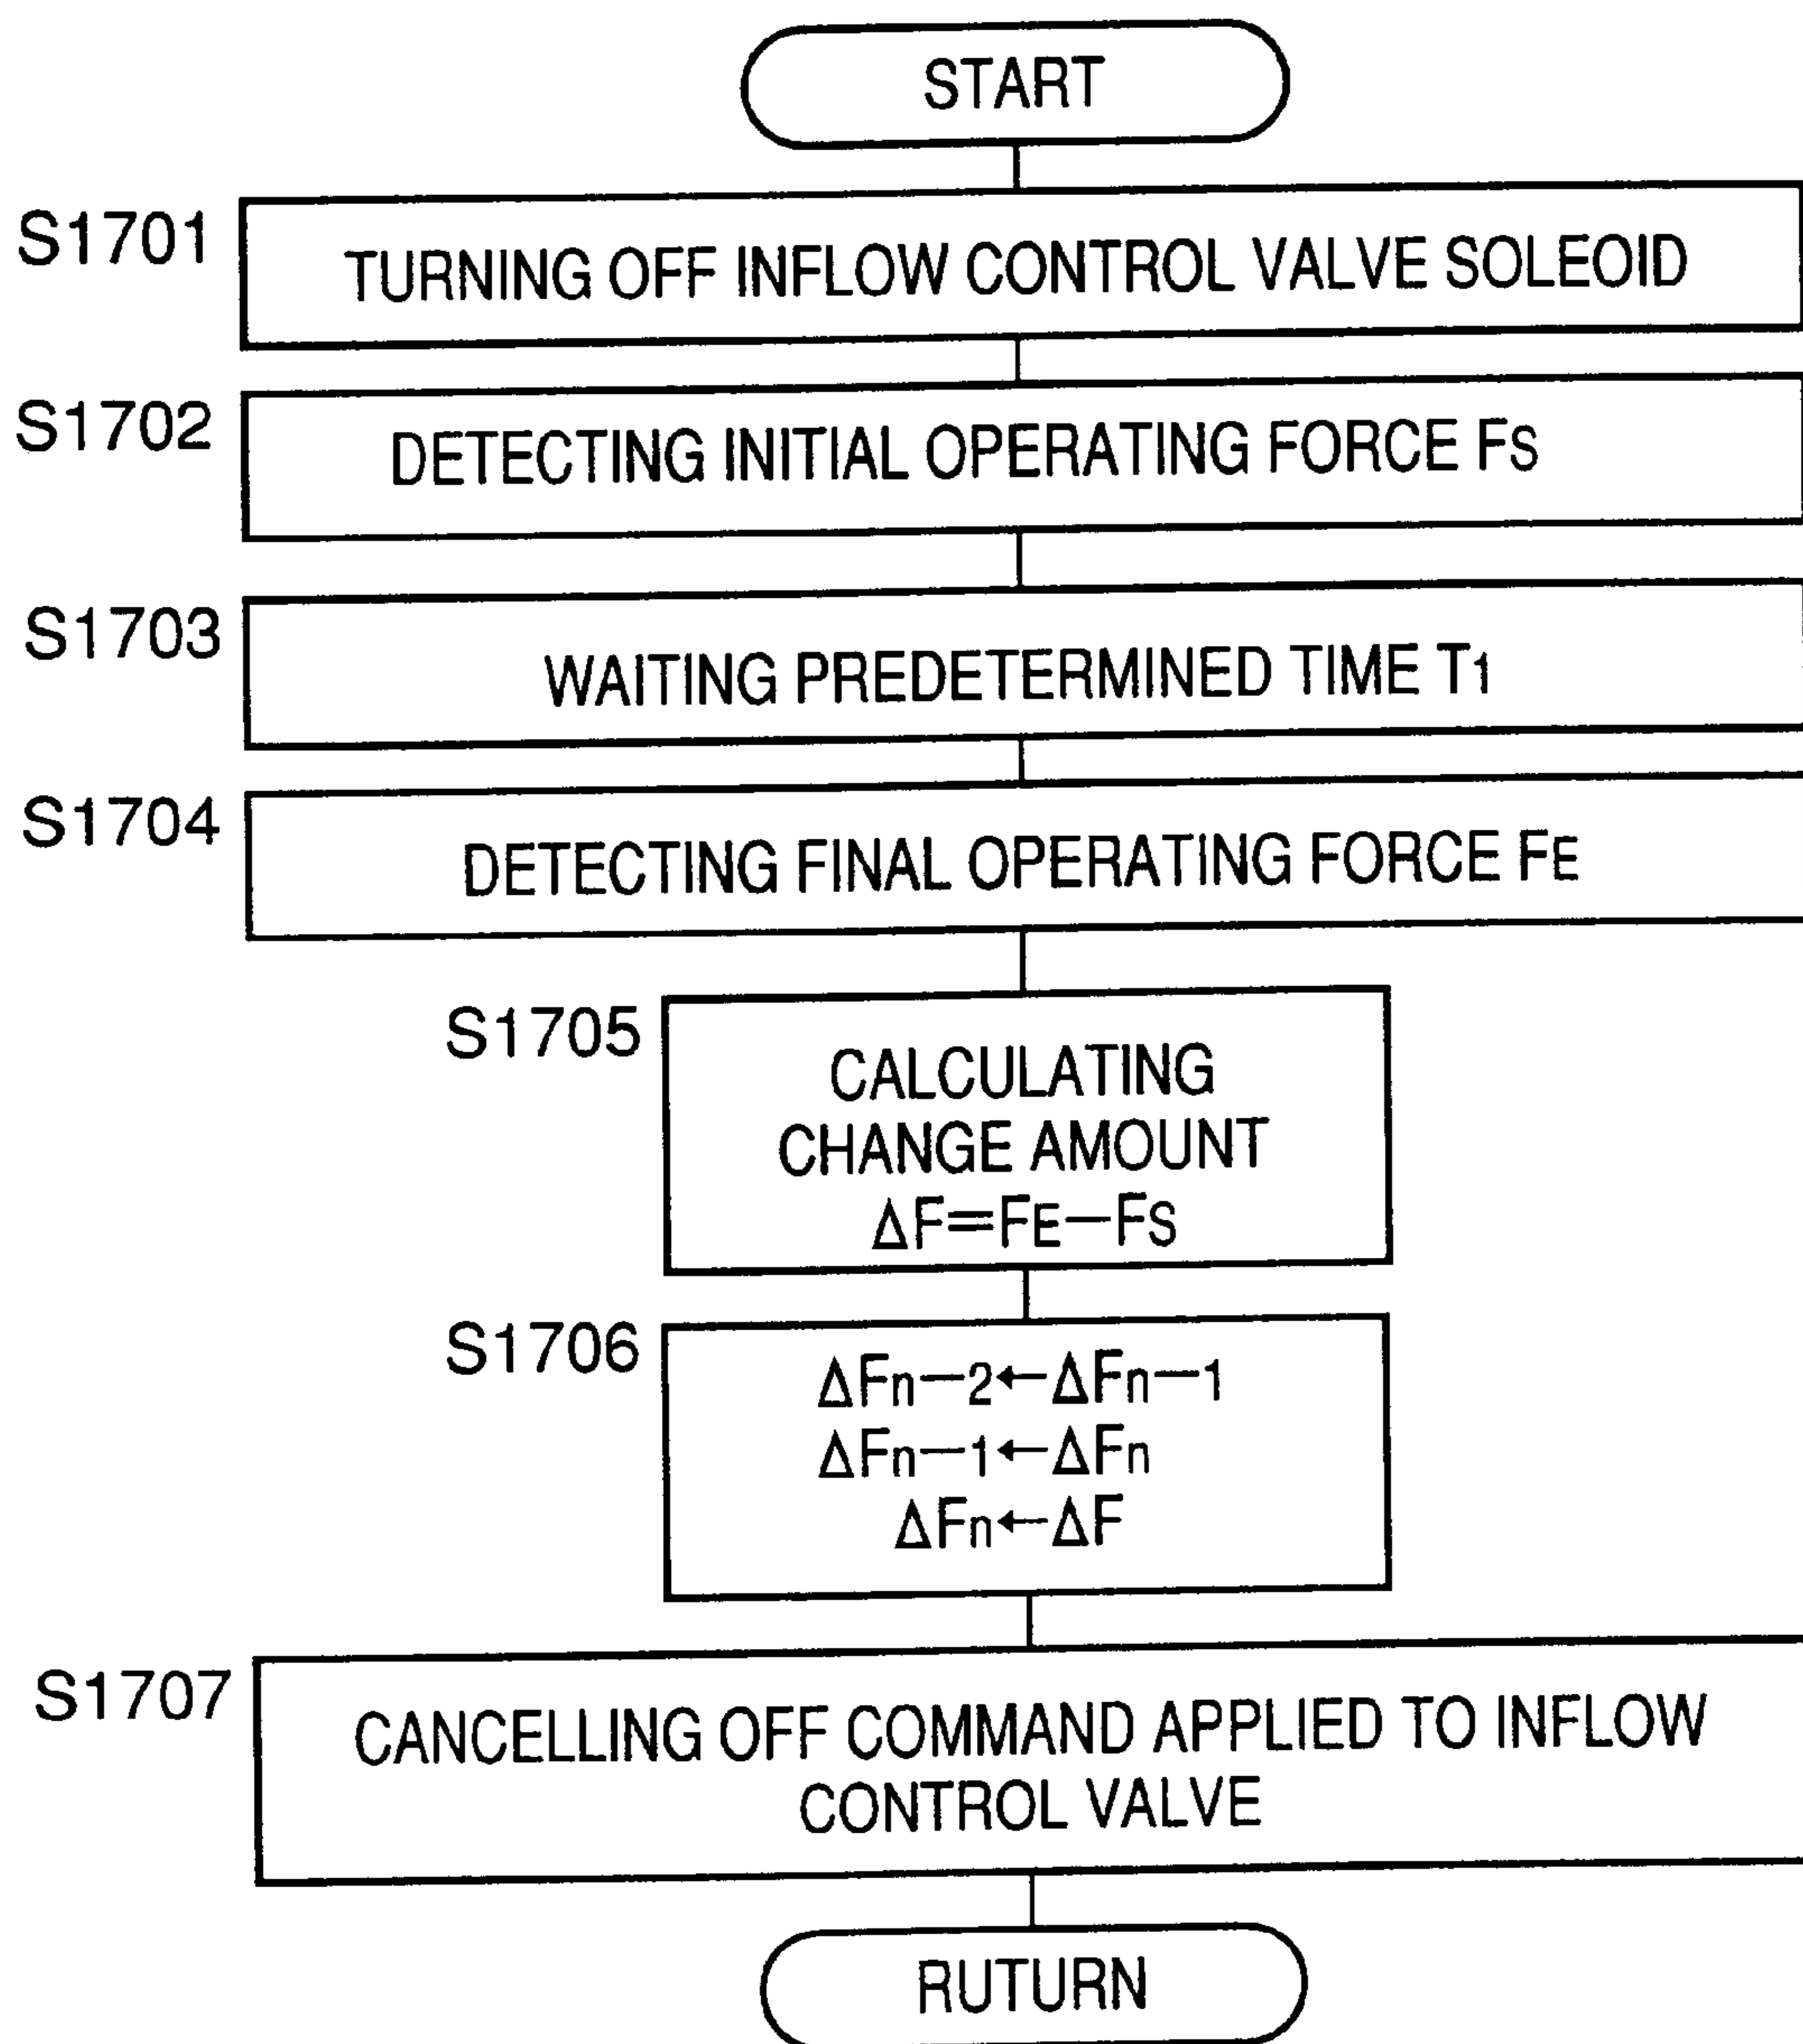 START
S1701
TURNING OFF INFLOW CONTROL VALVE SOLEOID
S1702
DETECTING INITIAL OPERATING FORCE FS
S1703
WAITING PREDETERMINED TIME T1
S1704
DETECTING FINAL OPERATING FORCE FE
S1705
CALCULATING
CHANGE AMOUNT
ΔF=FE−FS
S1706
ΔFn−2←ΔFn−1
ΔFn−1←ΔFn
ΔFn←ΔF
S1707
CANCELLING OFF COMMAND APPLIED TO INFLOW
CONTROL VALVE
RUTURN